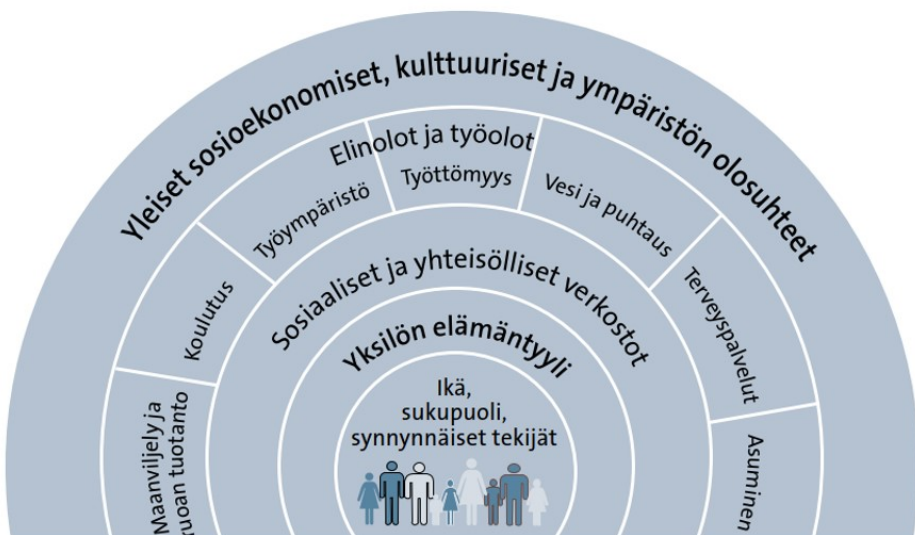 Yleiset sosioekonomiset, kulttuuriset ja ympäristön olosuhteet
Elinolot ja työolot
Maanviljely ja
ruoan tuotanto
Koulutus
Työympäristö
Työttömyys
Vesi ja puhtaus
Terveyspalvelut
Asuminen
Sosiaaliset ja yhteisölliset verkostot
Yksilön elämäntyyli
Ikä,
sukupuoli,
synnynnäiset tekijät